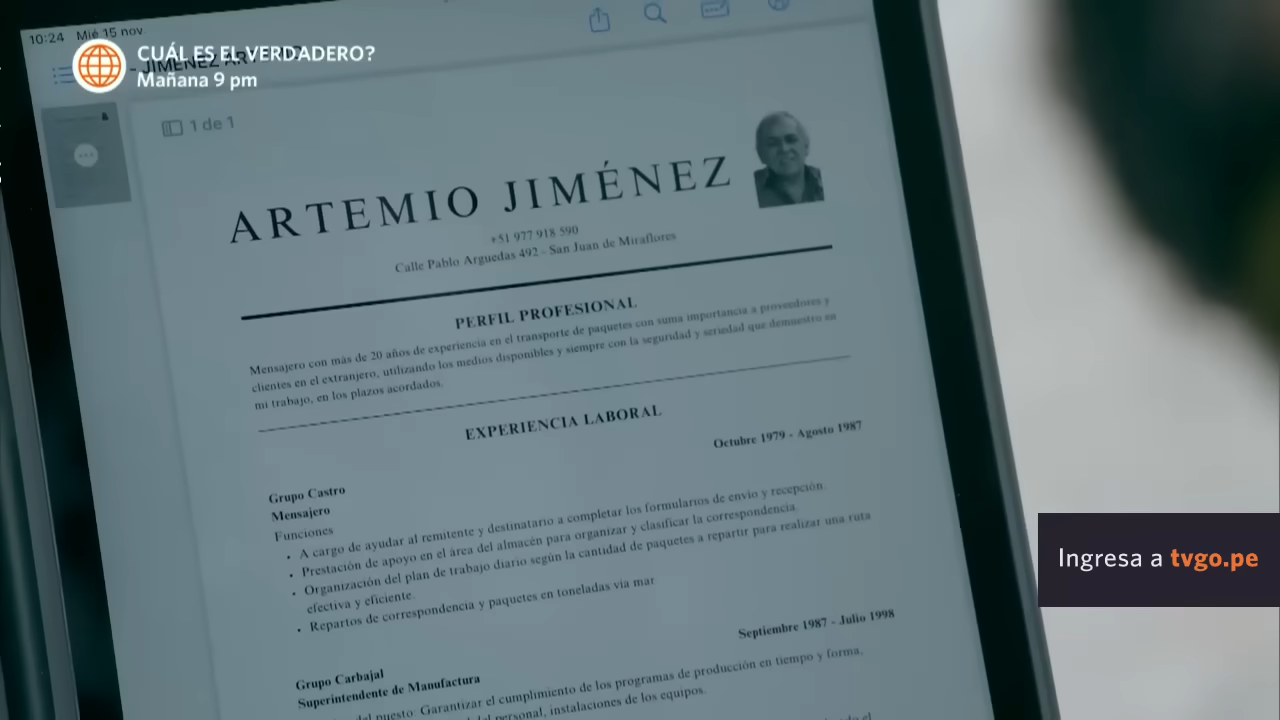 10:24 Mié 15 nov.
CUÁL ES EL VERDADERO?
Mañana 9 pm
1 de 1
ARTEMIO JIMÉNEZ
+51 977 918 590
Calle Pablo Arguedas 492 - San Juan de Miraflores
PERFIL PROFESIONAL
Mensajero con más de 20 años de experiencia en el transporte de paquetes con suma importancia a proveedores y
clientes en el extranjero, utilizando los medios disponibles y siempre con la seguridad y seriedad que demuestro en
mi trabajo, en los plazos acordados.
EXPERIENCIA LABORAL
Octubre 1979 - Agosto 1987
Grupo Castro
Mensajero
Funciones
• A cargo de ayudar al remitente y destinatario a completar los formularios de envío y recepción.
• Prestación de apoyo en el área del almacén para organizar y clasificar la correspondencia.
• Organización del plan de trabajo diario según la cantidad de paquetes a repartir para realizar una ruta
efectiva y eficiente.
• Repartos de correspondencia y paquetes en toneladas via mar
Septiembre 1987 - Julio 1998
Grupo Carbajal
Superintendente de Manufactura
del puesto: Garantizar el cumplimiento de los programas de producción en tiempo y forma,
del personal, instalaciones de los equipos.
Ingresa a tvgo.pe